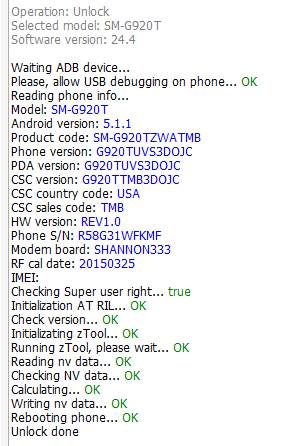 Operation: Unlock
Selected model: SM-G920T
Software version: 24.4
Waiting ADB device...
Please, allow USB debugging on phone... OK
Reading phone info...
Model: SM-G920T
Android version: 5.1.1
Product code: SM-G920TZWATMB
Phone version: G920TUVS3DOJC
PDA version: G920TUVS3DOJC
CSC version: G920TTMB3DOJC
CSC country code: USA
CSC sales code: TMB
HW version: REV1.0
Phone S/N: R58G31WFKMF
Modem board: SHANNON333
RF cal date: 20150325
IMEI:
Checking Super user right... true
Initialization AT RIL... OK
Check version... OK
Initializating zTool... OK
Running zTool, please wait... OK
Reading nv data... OK
Checking NV data... OK
Calculating... OK
Writing nv data... OK
Rebooting phone... OK
Unlock done